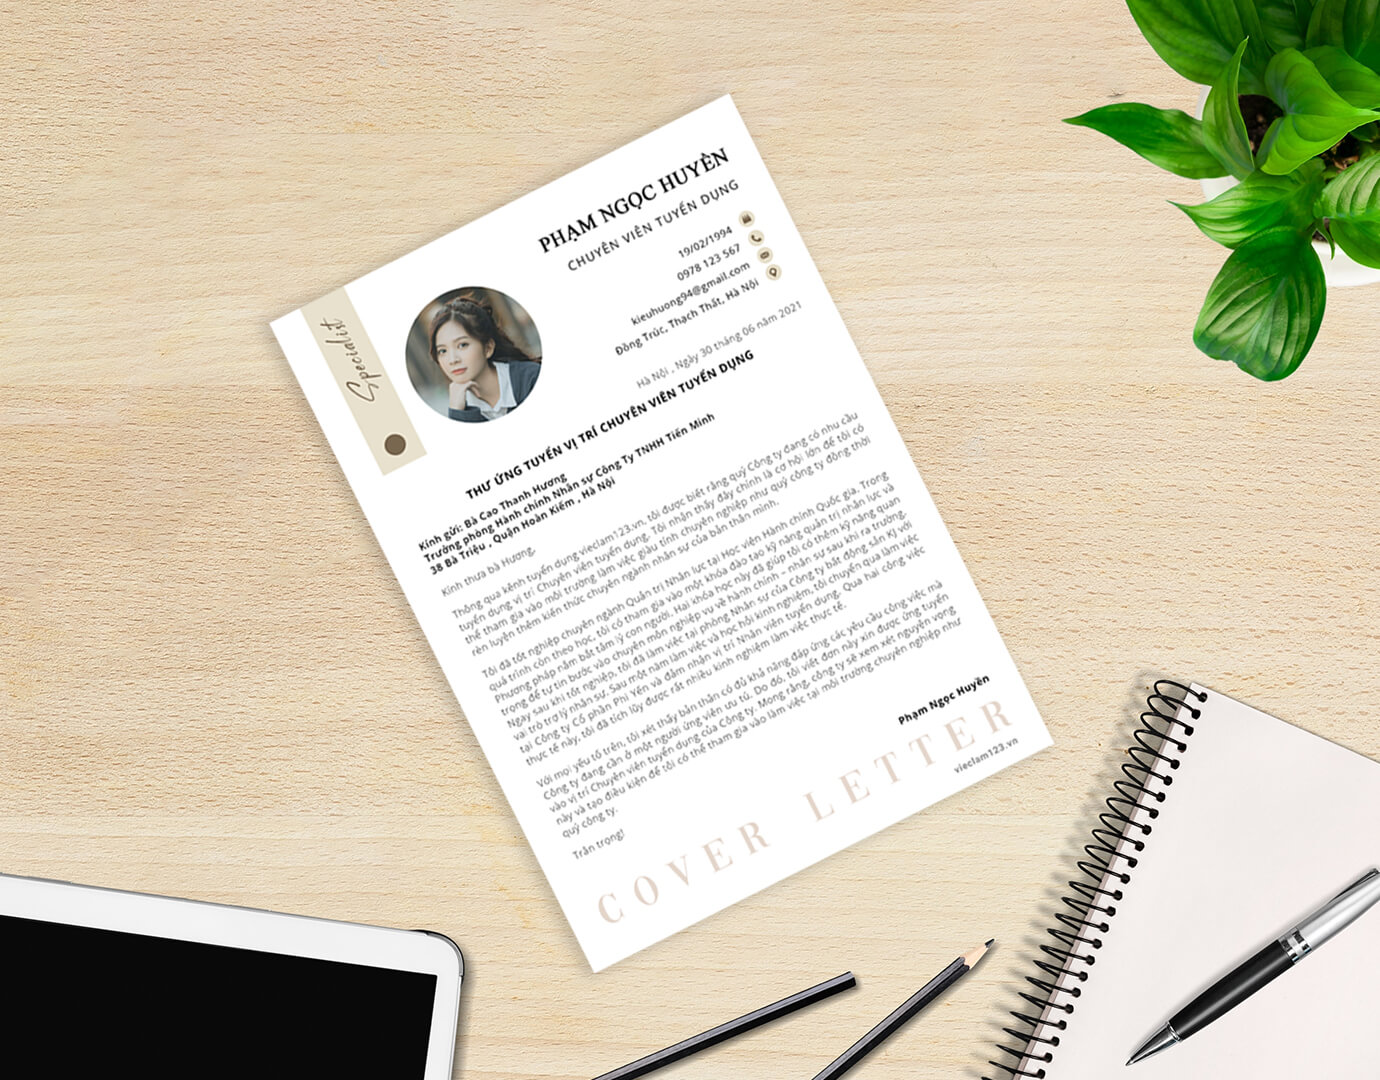 PHẠM NGỌC HUYỀN
CHUYÊN VIÊN TUYỂN DỤNG
19/02/1994
0978 123 567
kieuhuong94@gmail.com
Đồng Trúc, Thạch Thất, Hà Nội
Specialist
Hà Nội , Ngày 30 tháng 06 năm 2021
THƯ ỨNG TUYỂN VỊ TRÍ CHUYÊN VIÊN TUYỂN DỤNG
Kính gửi: Bà Cao Thanh Hương
Trưởng phòng Hành chính Nhân sự Công Ty TNHH Tiến Minh
38 Bà Triệu , Quận Hoàn Kiếm , Hà Nội
Kính thưa bà Hương,
Thông qua kênh tuyển dụng vieclam123.vn, tôi được biết rằng quý Công ty đang có nhu cầu
tuyển dụng vị trí Chuyên viên tuyển dụng. Tôi nhận thấy đây chính là cơ hội lớn để tôi có
thể tham gia vào môi trường làm việc giàu tính chuyên nghiệp như quý công ty đồng thời
rèn luyện thêm kiến thức chuyên ngành nhân sự của bản thân mình.
Tôi đã tốt nghiệp chuyên ngành Quản trị Nhân lực tại Học viện Hành chính Quốc gia. Trong
quá trình còn theo học, tôi có tham gia vào một khóa đào tạo kỹ năng quản trị nhân lực và
Phương pháp nắm bắt tâm lý con người. Hai khóa học này đã giúp tôi có thêm kỹ năng quan
trọng để tự tin bước vào chuyên môn nghiệp vụ về hành chính - nhân sự sau khi ra trường.
Ngay sau khi tốt nghiệp, tôi đã làm việc tại phòng Nhân sự của Công ty bất động sản KJ với
vai trò trợ lý nhân sự. Sau một năm làm việc và học hỏi kinh nghiệm, tôi chuyển qua làm việc
tại Công ty Cổ phần Phi Yến và đảm nhận vị trí Nhân viên tuyển dụng. Qua hai công việc
thực tế này, tôi đã tích lũy được rất nhiều kinh nghiệm làm việc thực tế.
Với mọi yếu tố trên, tôi xét thấy bản thân có đủ khả năng đáp ứng các yêu cầu công việc mà
Công ty đang cần ở một người ứng viên ưu tú. Do đó, tôi viết đơn này xin được ứng tuyển
vào vị trí Chuyên viên tuyển dụng của Công ty. Mong rằng, công ty sẽ xem xét nguyện vọng
này và tạo điều kiện để tôi có thể tham gia vào làm việc tại môi trường chuyên nghiệp như
quý công ty.
Trân trọng!
Phạm Ngọc Huyền
COVER LETTER
vieclam123.vn